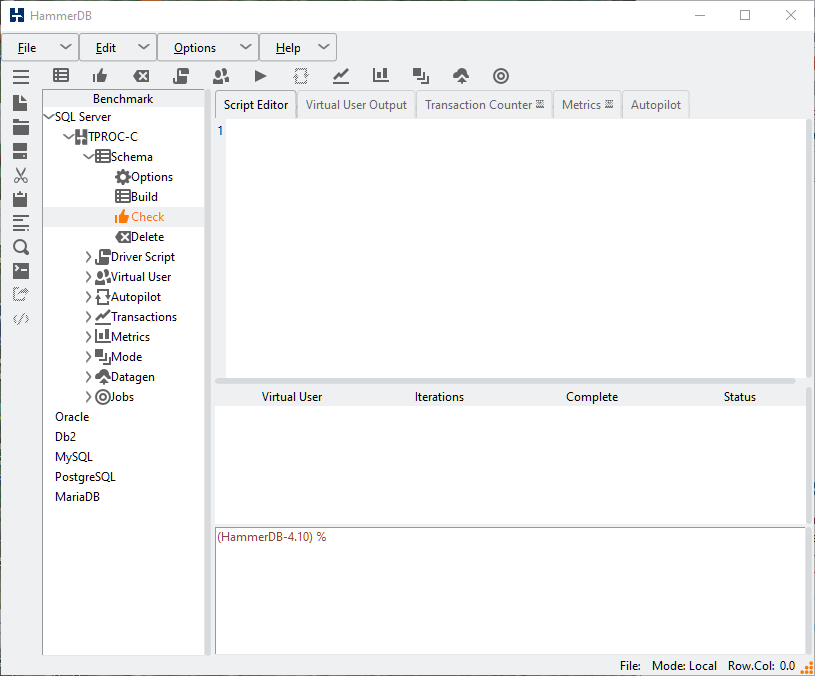 HammerDB
File Edit Options Help
Benchmark
SQL Server
TPROC-C
Schema
Options
Build
Check
Delete
Driver Script
Virtual User
Autopilot
Transactions
Metrics
Mode
Datagen
Jobs
Oracle
Db2
MySQL
PostgreSQL
MariaDB
Script Editor Virtual User Output Transaction Counter Metrics Autopilot
1
Virtual User Iterations Complete Status
(HammerDB-4.10) %
File: Mode: Local Row.Col: 0.0